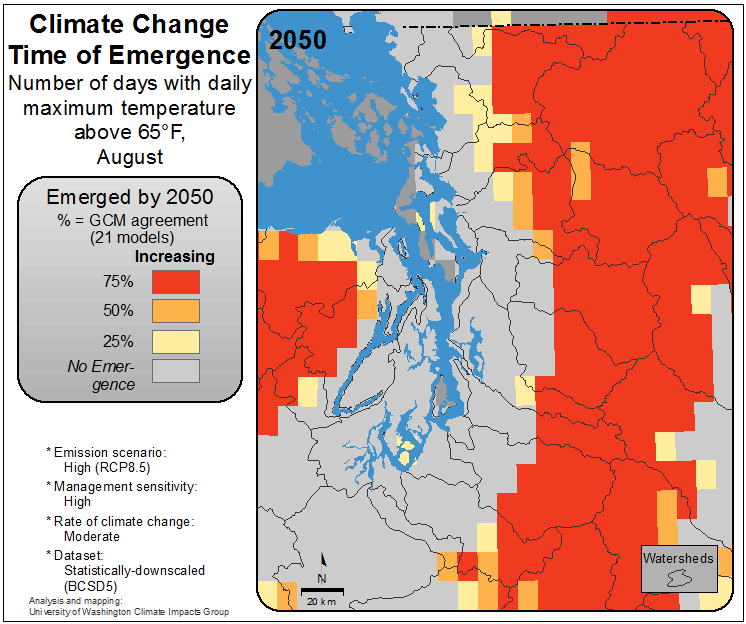 Climate Change
Time of Emergence
Number of days with daily
maximum temperature
above 65°F,
August
Emerged by 2050
% = GCM agreement
(21 models)
Increasing
75%
50%
25%
No Emer-
gence
* Emission scenario:
High (RCP8.5)
* Management sensitivity:
High
* Rate of climate change:
Moderate
* Dataset:
Statistically-downscaled
(BCSD5)
Analysis and mapping:
University of Washington Climate Impacts Group
2050
N
20 km
Watersheds